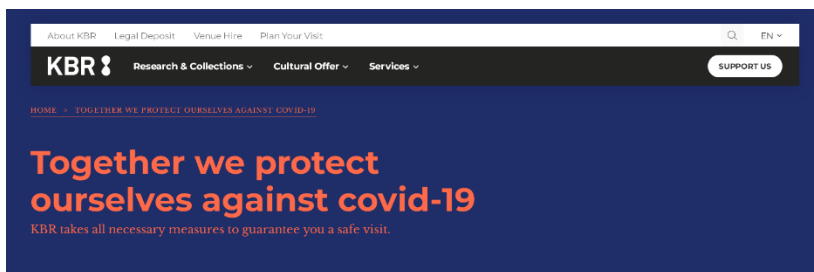 About KBR Legal Deposit Venue Hire Plan Your Visit EN
KBR Research & Collections Cultural Offer Services SUPPORT US
HOME > TOGETHER WE PROTECT OURSELVES AGAINST COVID-19
Together we protect
ourselves against covid-19
KBR takes all necessary measures to guarantee you a safe visit.